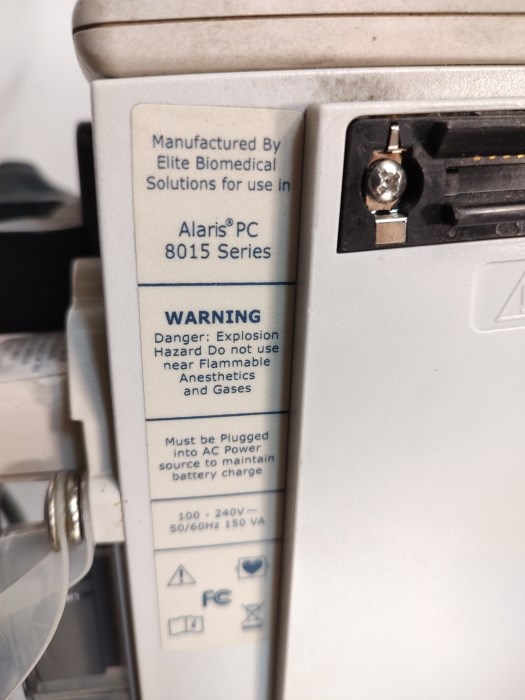 Manufactured By
Elite Biomedical
Solutions for use in
Alaris® PC
8015 Series
WARNING
Danger: Explosion
Hazard Do not use
near Flammable
Anesthetics
and Gases
Must be Plugged
into AC Power
source to maintain
battery charge
100 - 240V~
50/60Hz 150 VA
FC